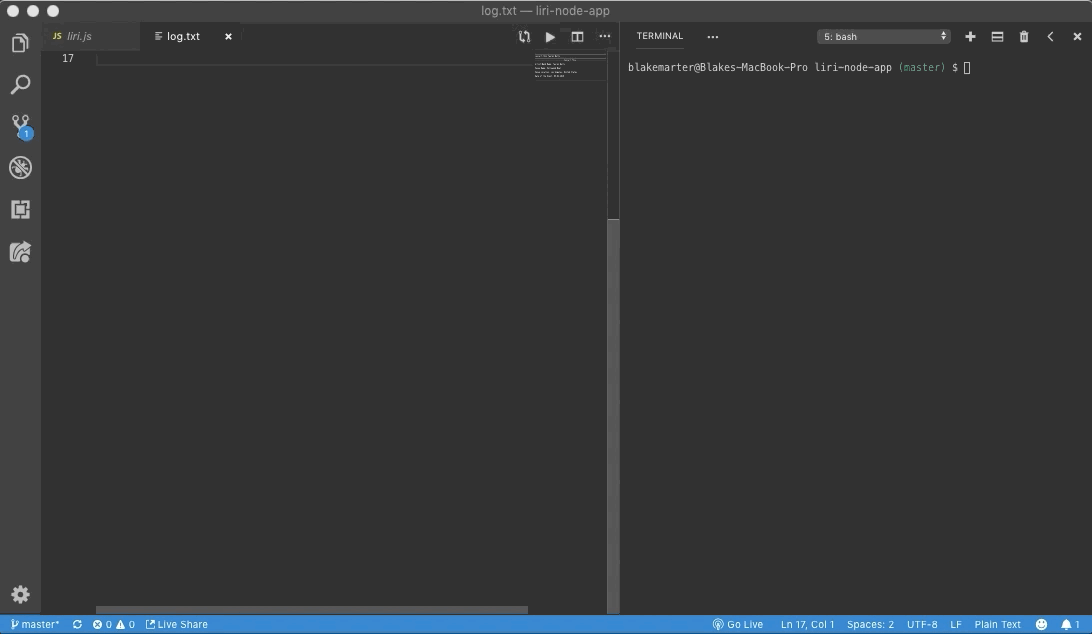 log.txt — liri-node-app
JS liri.js
log.txt
TERMINAL
5: bash
17
blakemarter@Blakes-MacBook-Pro liri-node-app (master) $
1
master*
0 0
Live Share
Go Live
Ln 17, Col 1
Spaces: 2
UTF-8
LF
Plain Text
1